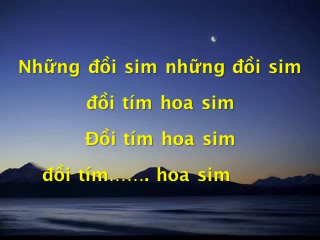 Những đồi sim những đồi sim
đồi tím hoa sim
Đồi tím hoa sim
đồi tím……. hoa sim